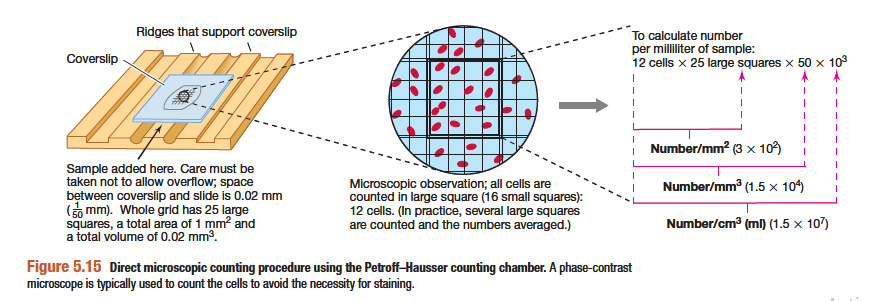 Ridges that support coverslip
Coverslip
Sample added here. Care must be
taken not to allow overflow; space
between coverslip and slide is 0.02 mm
(1/50 mm). Whole grid has 25 large
squares, a total area of 1 mm² and
a total volume of 0.02 mm³.
Microscopic observation; all cells are
counted in large square (16 small squares):
12 cells. (In practice, several large squares
are counted and the numbers averaged.)
To calculate number
per milliliter of sample:
12 cells × 25 large squares × 50 × 10³
Number/mm² (3 × 10²)
Number/mm³ (1.5 × 10⁴)
Number/cm³ (ml) (1.5 × 10⁷)
Figure 5.15 Direct microscopic counting procedure using the Petroff–Hausser counting chamber. A phase-contrast
microscope is typically used to count the cells to avoid the necessity for staining.